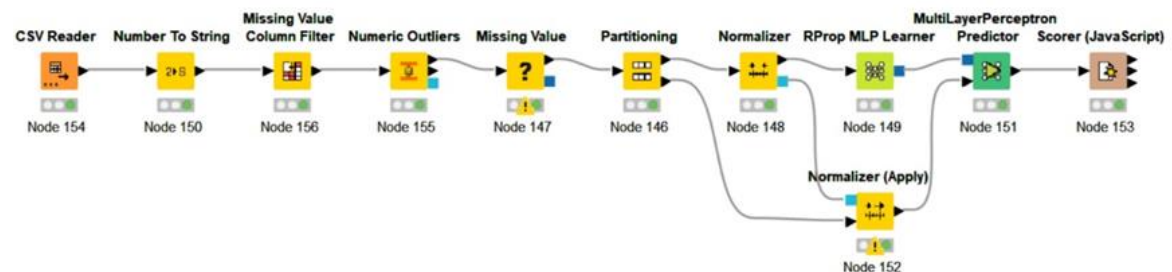 Missing Value
MultiLayerPerceptron
CSV Reader
Number To String
Column Filter
Numeric Outliers
Missing Value
Partitioning
Normalizer
RProp MLP Learner
Predictor
Scorer (JavaScript)
2
S
?
Node 154
Node 150
Node 156
Node 155
Node 147
Node 146
Node 148
Node 149
Node 151
Node 153
Normalizer (Apply)
Node 152